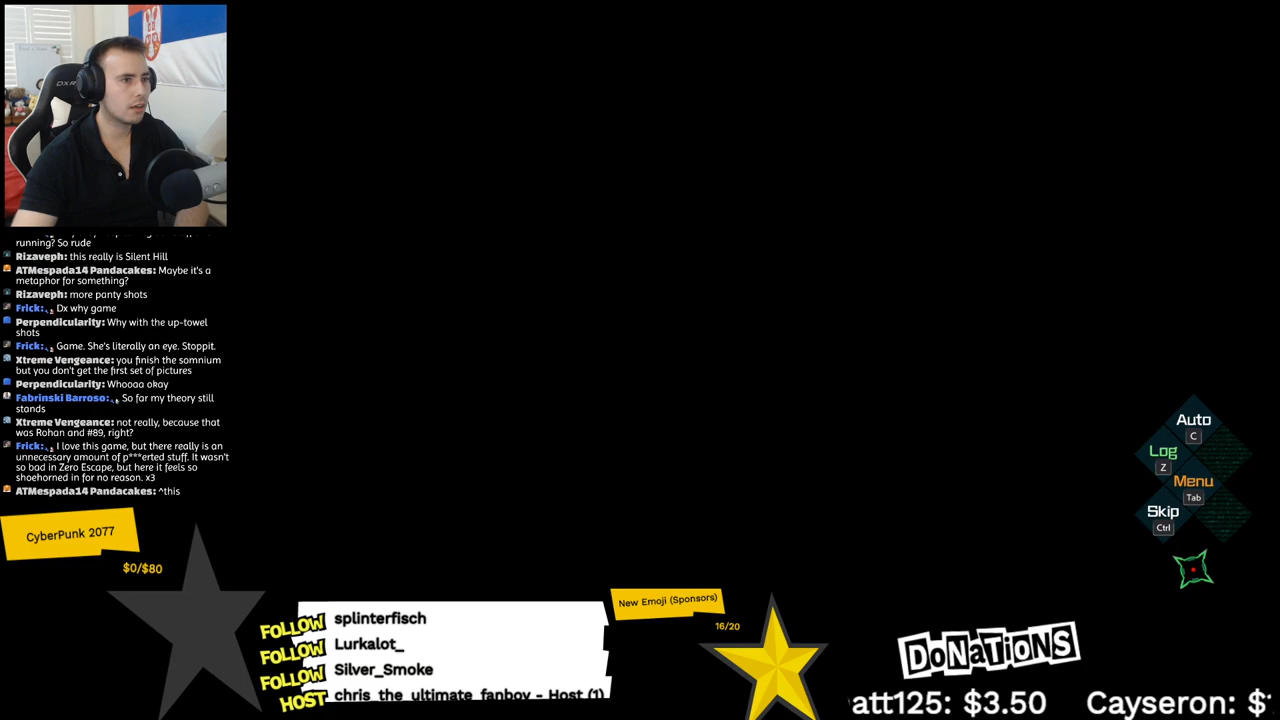 DXR
running? So rude
Rizaveph: this really is Silent Hill
ATMespada14 Pandacakes: Maybe it's a
metaphor for something?
Rizaveph: more panty shots
Frick: Dx why game
Perpendicularity: Why with the up-towel
shots
Frick: Game. She's literally an eye. Stoppit.
Xtreme Vengeance: you finish the somnium
but you don't get the first set of pictures
Perpendicularity: Whooaa okay
Fabrinski Barroso: So far my theory still
stands
Xtreme Vengeance: not really, because that
was Rohan and #89, right?
Frick: I love this game, but there really is an
unnecessary amount of p***erted stuff. It wasn't
so bad in Zero Escape, but here it feels so
shoehorned in for no reason. x3
ATMespada14 Pandacakes: ^this
Auto
C
Log
Z
Menu
Tab
Skip
Ctrl
CyberPunk 2077
$0/$80
FOLLOW splinterfisch
FOLLOW Lurkalot_
FOLLOW Silver_Smoke
HOST chris_the_ultimate_fanboy - Host (1)
New Emoji (Sponsors)
16/20
DoNaTiONS
att125: $3.50 Cayseron: $